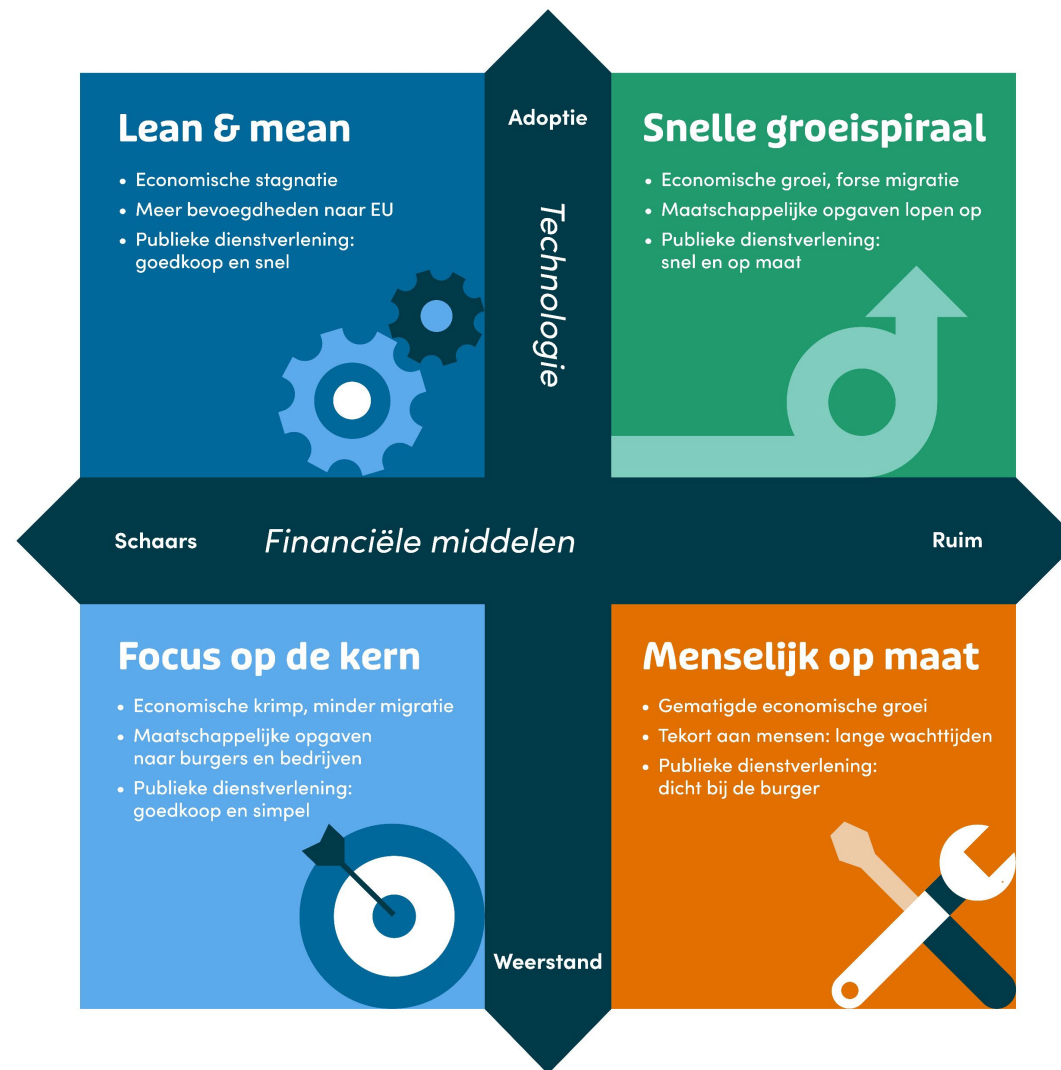 Adoptie
Technologie
Lean & mean
• Economische stagnatie
• Meer bevoegdheden naar EU
• Publieke dienstverlening:
goedkoop en snel
Snelle groeispiraal
• Economische groei, forse migratie
• Maatschappelijke opgaven lopen op
• Publieke dienstverlening:
snel en op maat
Schaars
Financiële middelen
Ruim
Focus op de kern
• Economische krimp, minder migratie
• Maatschappelijke opgaven
naar burgers en bedrijven
• Publieke dienstverlening:
goedkoop en simpel
Menselijk op maat
• Gematigde economische groei
• Tekort aan mensen: lange wachttijden
• Publieke dienstverlening:
dicht bij de burger
Weerstand